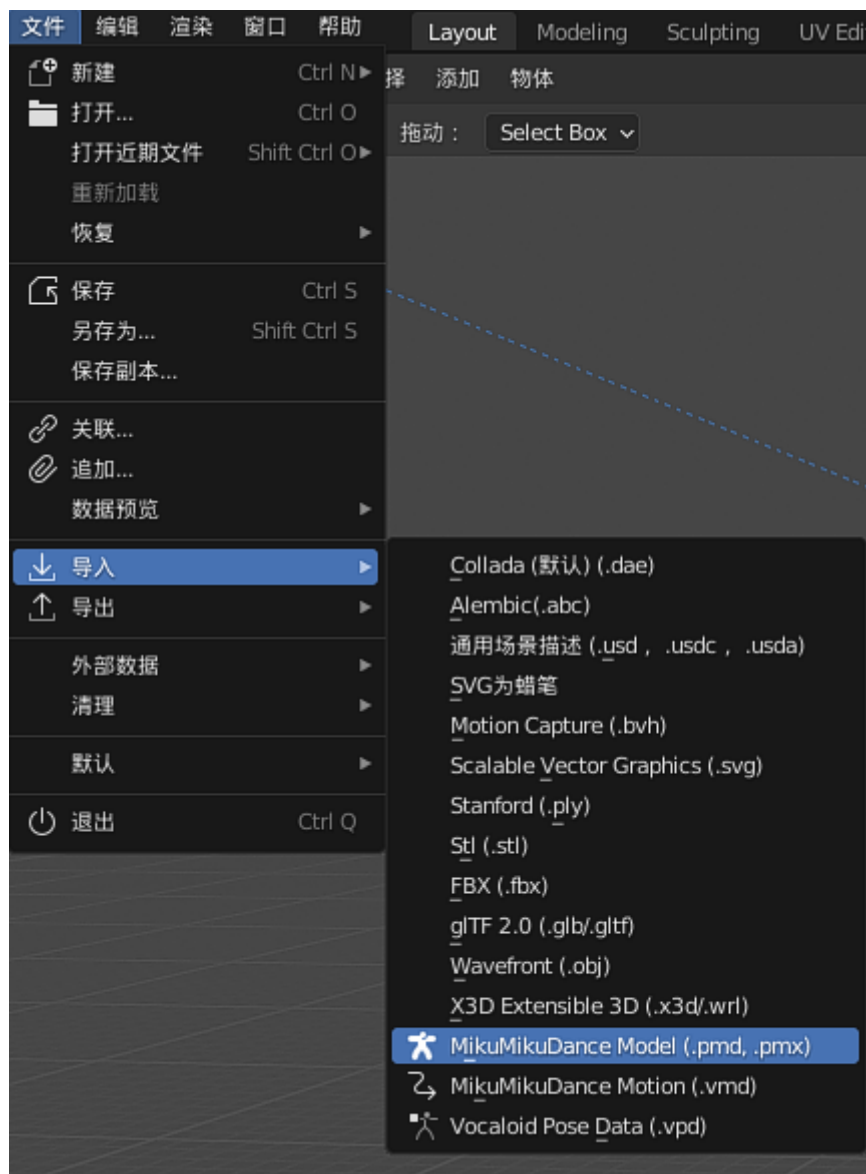 文件 编辑 渲染 窗口 帮助 Layout Modeling Sculpting UV Edi
新建 Ctrl N
择 添加 物体
打开... Ctrl O
拖动： Select Box
打开近期文件 Shift Ctrl O
重新加载
恢复
保存 Ctrl S
另存为... Shift Ctrl S
保存副本...
关联...
追加...
数据预览
导入
导出
外部数据
清理
默认
退出 Ctrl Q
Collada (默认) (.dae)
Alembic(.abc)
通用场景描述 (.usd ， .usdc ， .usda)
SVG为蜡笔
Motion Capture (.bvh)
Scalable Vector Graphics (.svg)
Stanford (.ply)
Stl (.stl)
FBX (.fbx)
glTF 2.0 (.glb/.gltf)
Wavefront (.obj)
X3D Extensible 3D (.x3d/.wrl)
MikuMikuDance Model (.pmd, .pmx)
MikuMikuDance Motion (.vmd)
Vocaloid Pose Data (.vpd)